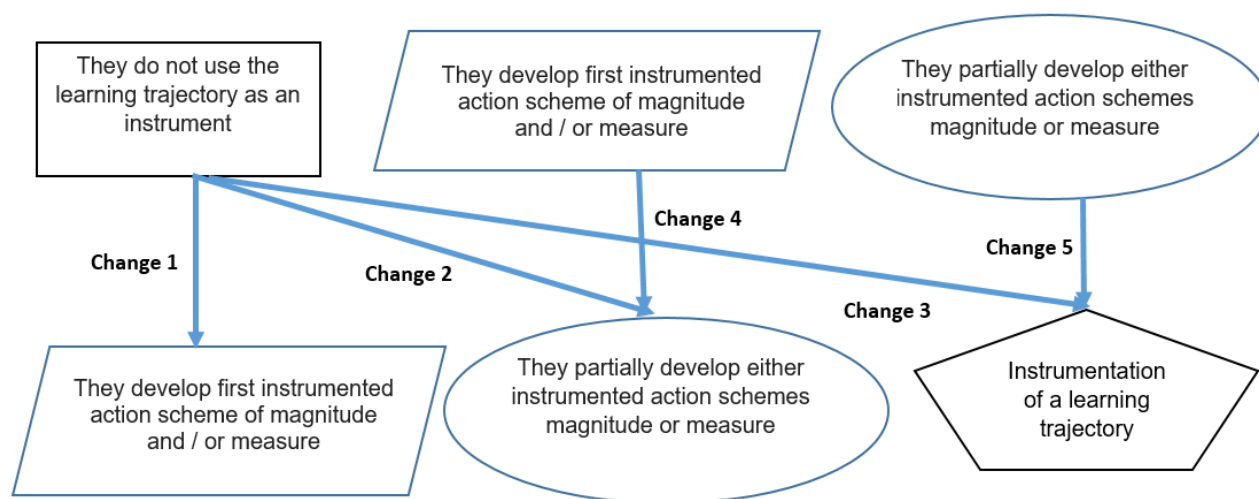 They do not use the
learning trajectory as an
instrument
They develop first instrumented
action scheme of magnitude
and / or measure
They partially develop either
instrumented action schemes
magnitude or measure
Change 1
Change 2
Change 4
Change 3
Change 5
They develop first instrumented
action scheme of magnitude
and / or measure
They partially develop either
instrumented action schemes
magnitude or measure
Instrumentation
of a learning
trajectory